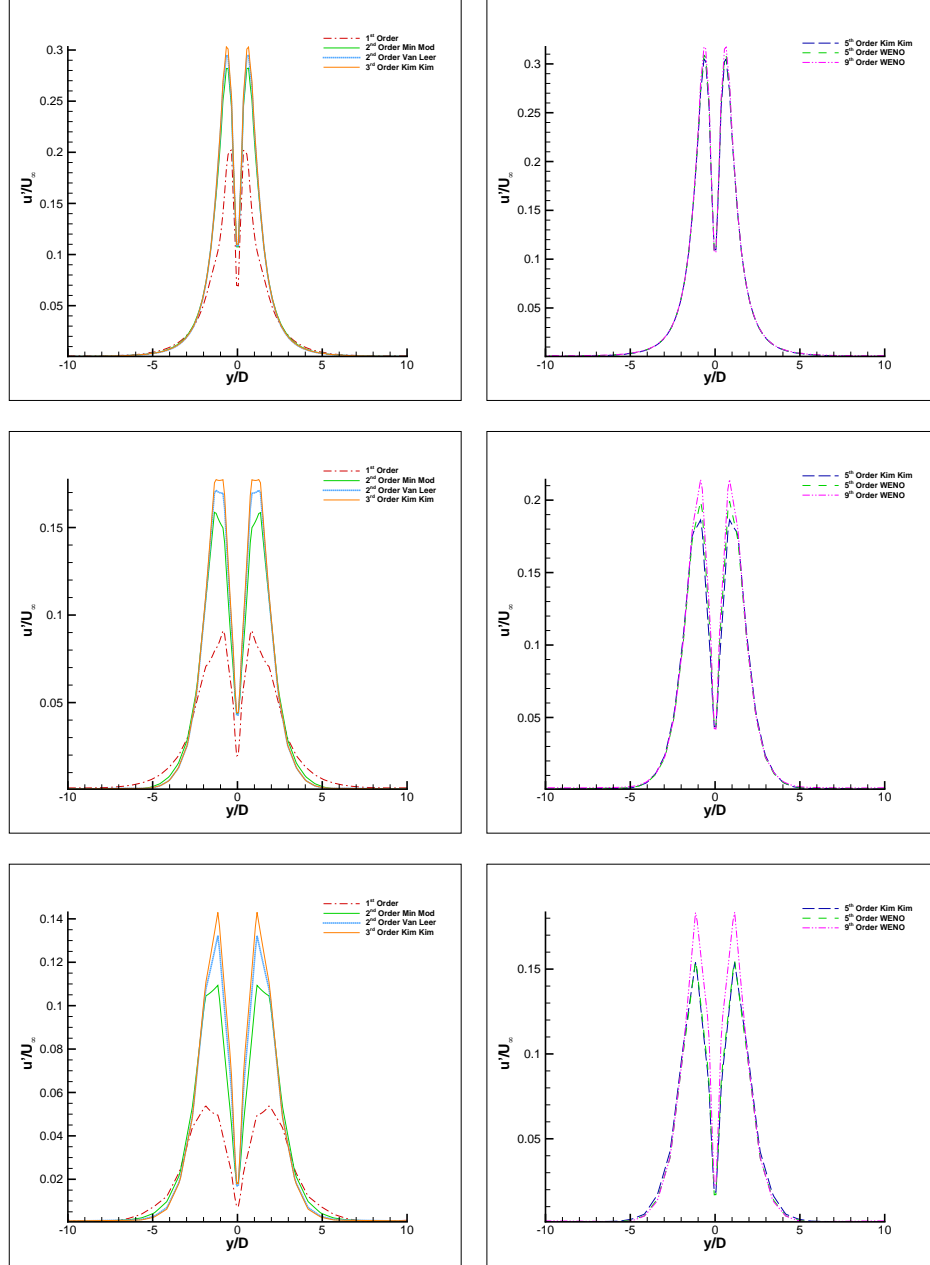 1st Order
2nd Order Min Mod
2nd Order Van Leer
3rd Order Kim Kim
0.3
0.25
0.2
0.15
0.1
0.05
u'/U∞
-10 -5 0 5 10
y/D
5th Order Kim Kim
5th Order WENO
9th Order WENO
0.3
0.25
0.2
0.15
0.1
0.05
u'/U∞
-10 -5 0 5 10
y/D
1st Order
2nd Order Min Mod
2nd Order Van Leer
3rd Order Kim Kim
0.15
0.1
0.05
u'/U∞
-10 -5 0 5 10
y/D
5th Order Kim Kim
5th Order WENO
9th Order WENO
0.2
0.15
0.1
0.05
u'/U∞
-10 -5 0 5 10
y/D
1st Order
2nd Order Min Mod
2nd Order Van Leer
3rd Order Kim Kim
0.14
0.12
0.1
0.08
0.06
0.04
0.02
u'/U∞
-10 -5 0 5 10
y/D
5th Order Kim Kim
5th Order WENO
9th Order WENO
0.15
0.1
0.05
u'/U∞
-10 -5 0 5 10
y/D